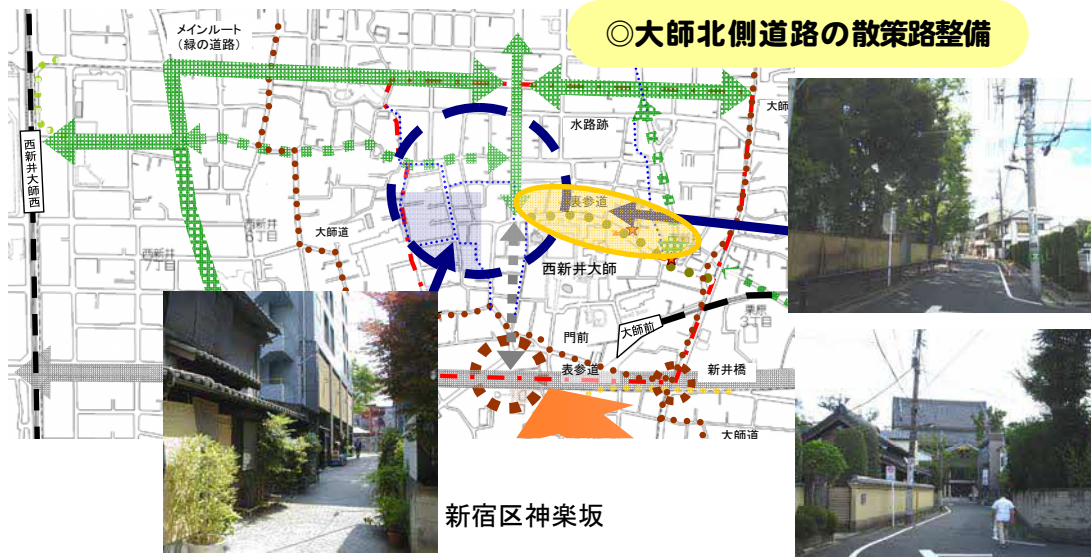 ◎大師北側道路の散策路整備
メインルート
（緑の道路）
大師
水路跡
西新井大師西
裏参道
西新井
6丁目
大師道
西新井
7丁目
西新井大師
栗原
3丁目
大師前
門前
表参道
新井橋
大師道
新宿区神楽坂